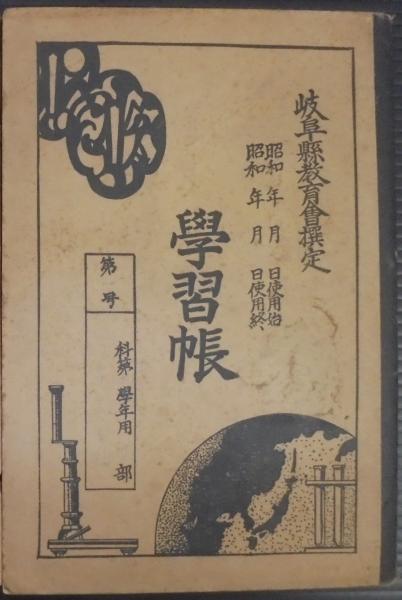 岐阜縣教育會撰定
昭和 年 月 日使用始
昭和 年 月 日使用終
學習帳
第 号
科第 學年用
部